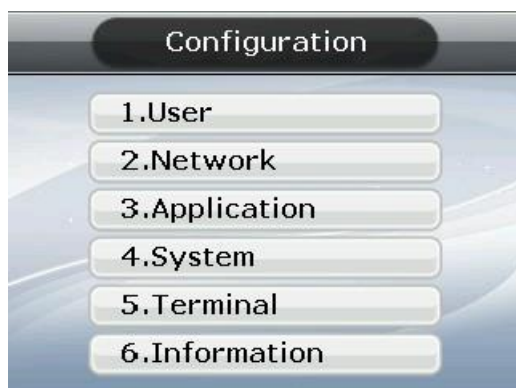 Configuration
1.User
2.Network
3.Application
4.System
5.Terminal
6.Information